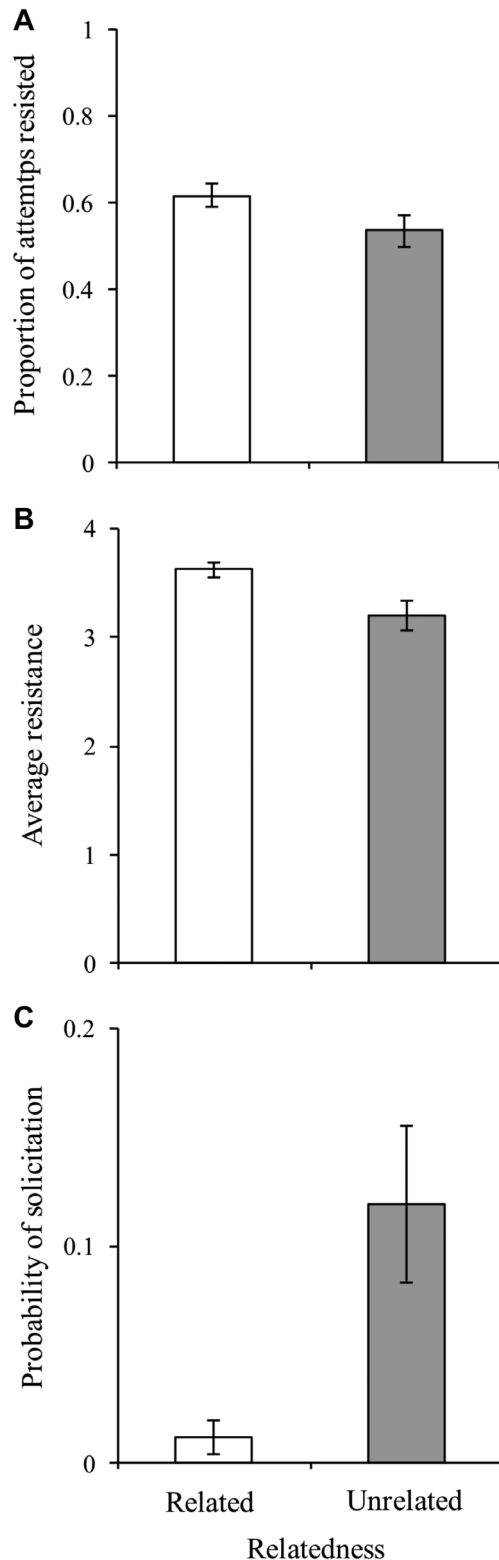 A
Proportion of attemtps resisted
1
0.8
0.6
0.4
0.2
0
B
Average resistance
4
3
2
1
0
C
Probability of solicitation
0.2
0.1
0
Related Unrelated
Relatedness